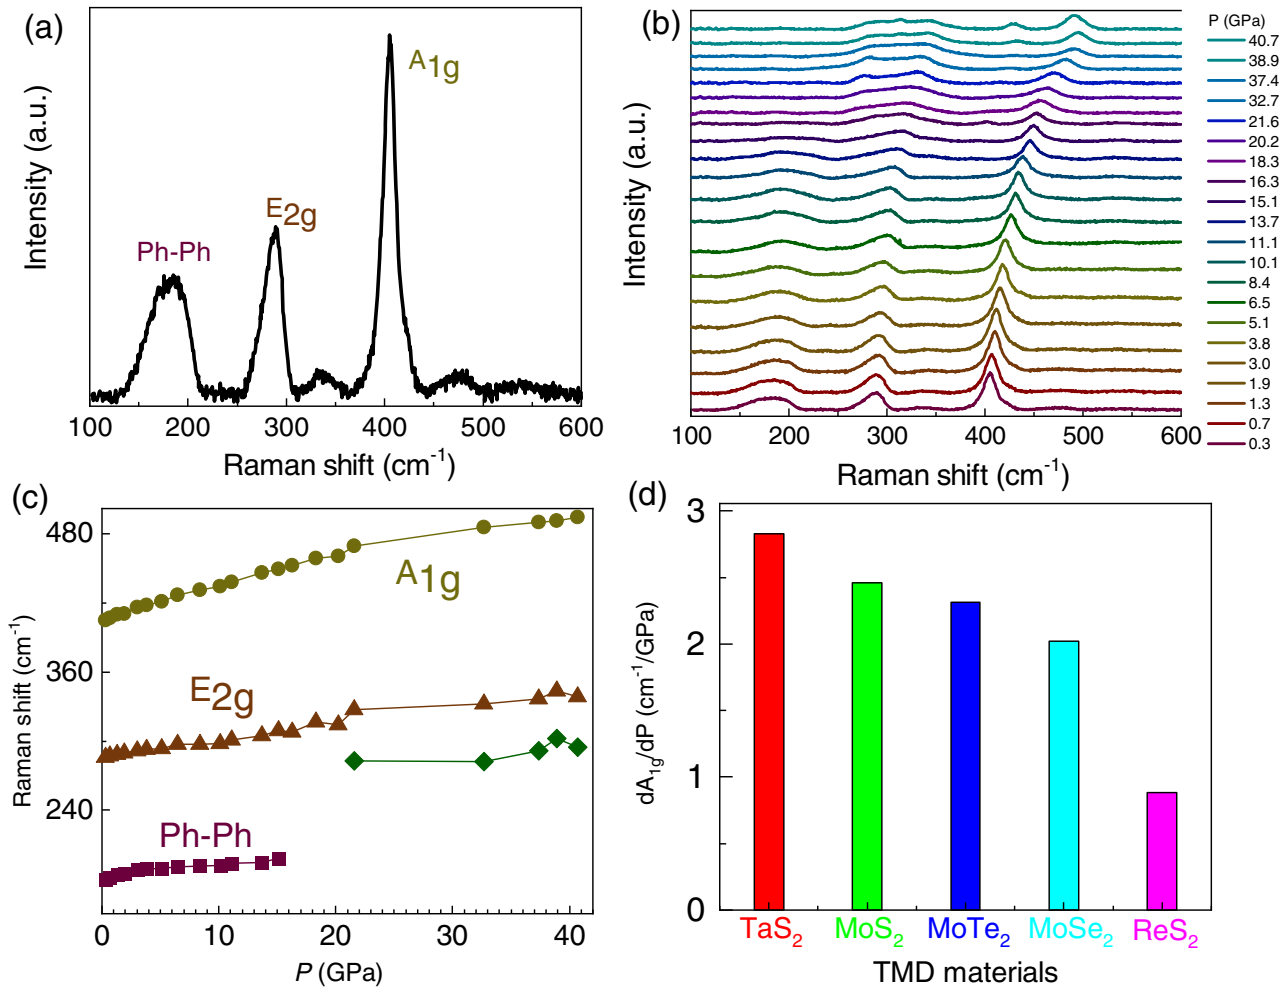 (a)
A1g
E2g
Ph-Ph
Intensity (a.u.)
100 200 300 400 500 600
Raman shift (cm-1)
(b)
Intensity (a.u.)
100 200 300 400 500 600
Raman shift (cm-1)
P (GPa)
40.7
38.9
37.4
32.7
21.6
20.2
18.3
16.3
15.1
13.7
11.1
10.1
8.4
6.5
5.1
3.8
3.0
1.9
1.3
0.7
0.3
(c)
480
360
240
Raman shift (cm-1)
A1g
E2g
Ph-Ph
0 10 20 30 40
P (GPa)
(d)
3
2
1
0
dA1g/dP (cm-1/GPa)
TaS2 MoS2 MoTe2 MoSe2 ReS2
TMD materials